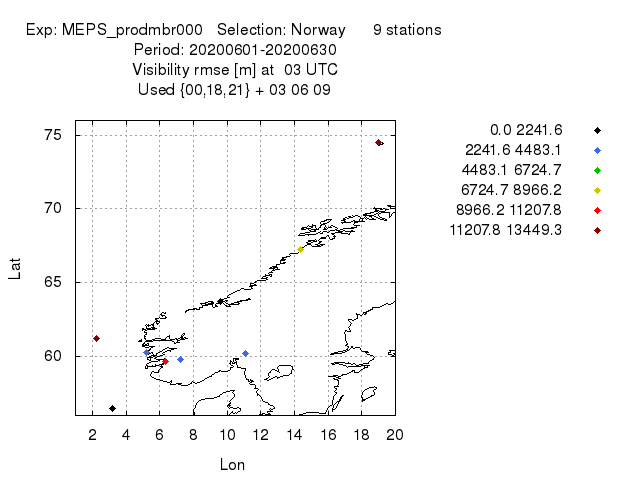 Exp: MEPS_prodmbr000   Selection: Norway      9 stations
Period: 20200601-20200630
Visibility rmse [m] at  03 UTC
Used {00,18,21} + 03 06 09
0.0 2241.6
2241.6 4483.1
4483.1 6724.7
6724.7 8966.2
8966.2 11207.8
11207.8 13449.3
75
70
65
60
Lat
2 4 6 8 10 12 14 16 18 20
Lon